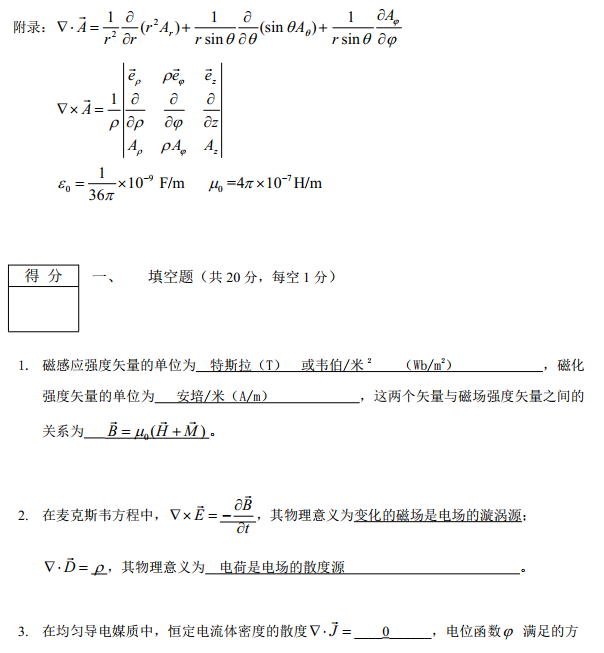 附录：∇·A⃗ = 1/r² ∂/∂r (r²A_r) + 1/(r sinθ) ∂/∂θ (sinθA_θ) + 1/(r sinθ) ∂A_φ/∂φ
∇×A⃗ = 1/ρ | e⃗_ρ ρe⃗_φ e⃗_z |
| ∂/∂ρ ∂/∂φ ∂/∂z |
| A_ρ ρA_φ A_z |
ε₀ = 1/36π ×10⁻⁹ F/m μ₀ =4π×10⁻⁷ H/m
得 分 一、 填空题（共 20 分，每空 1 分）
1. 磁感应强度矢量的单位为 特斯拉（T） 或韦伯/米² （Wb/m²） ，磁化
强度矢量的单位为 安培/米（A/m） ，这两个矢量与磁场强度矢量之间的
关系为 B⃗ = μ₀(H⃗ + M⃗) 。
2. 在麦克斯韦方程中，∇×E⃗ = −∂B⃗/∂t ，其物理意义为变化的磁场是电场的漩涡源；
∇·D⃗ = ρ ，其物理意义为 电荷是电场的散度源 。
3. 在均匀导电媒质中，恒定电流体密度的散度∇·J⃗ = 0 ，电位函数φ 满足的方